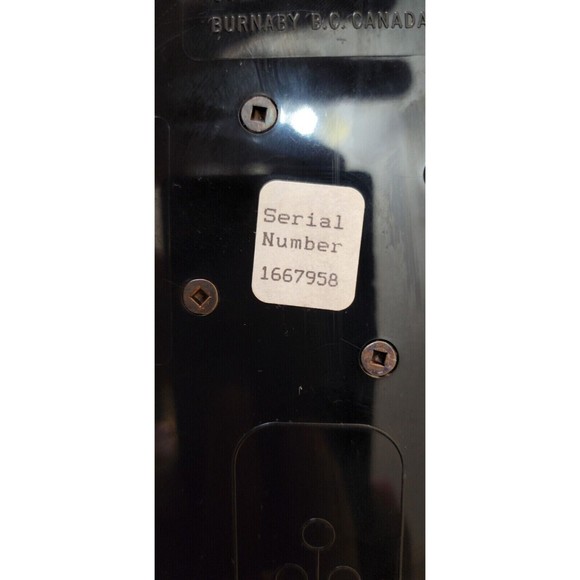 BURNABY B.C. CANADA
Serial
Number
1667958